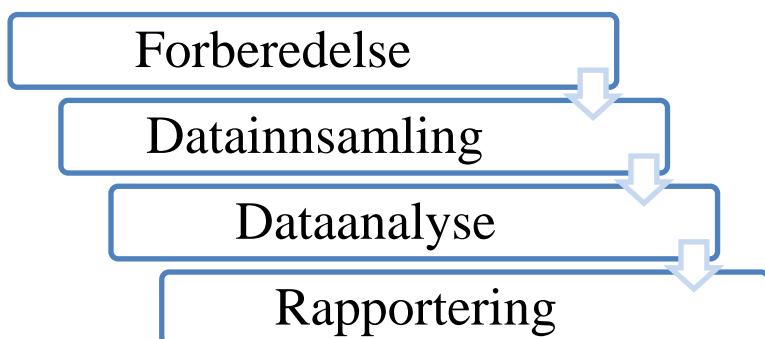 Forberedelse
Datainnsamling
Dataanalyse
Rapportering